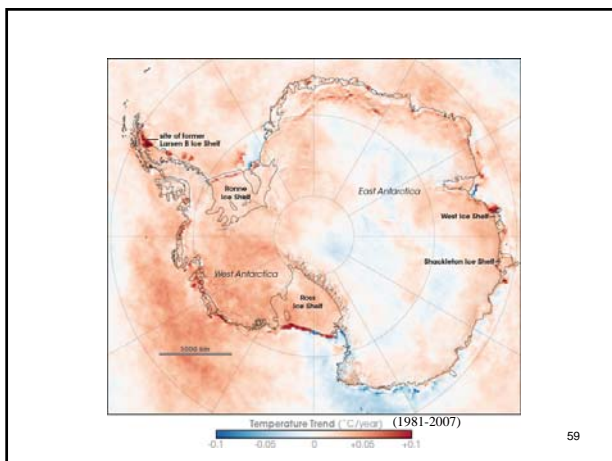 site of former
Larsen B Ice Shelf
Ronne
Ice Shelf
East Antarctica
West Ice Shelf
Shackleton Ice Shelf
West Antarctica
Ross
Ice Shelf
1000 km
Temperature Trend (°C/year) (1981-2007)
-0.1 -0.05 0 +0.05 +0.1
59